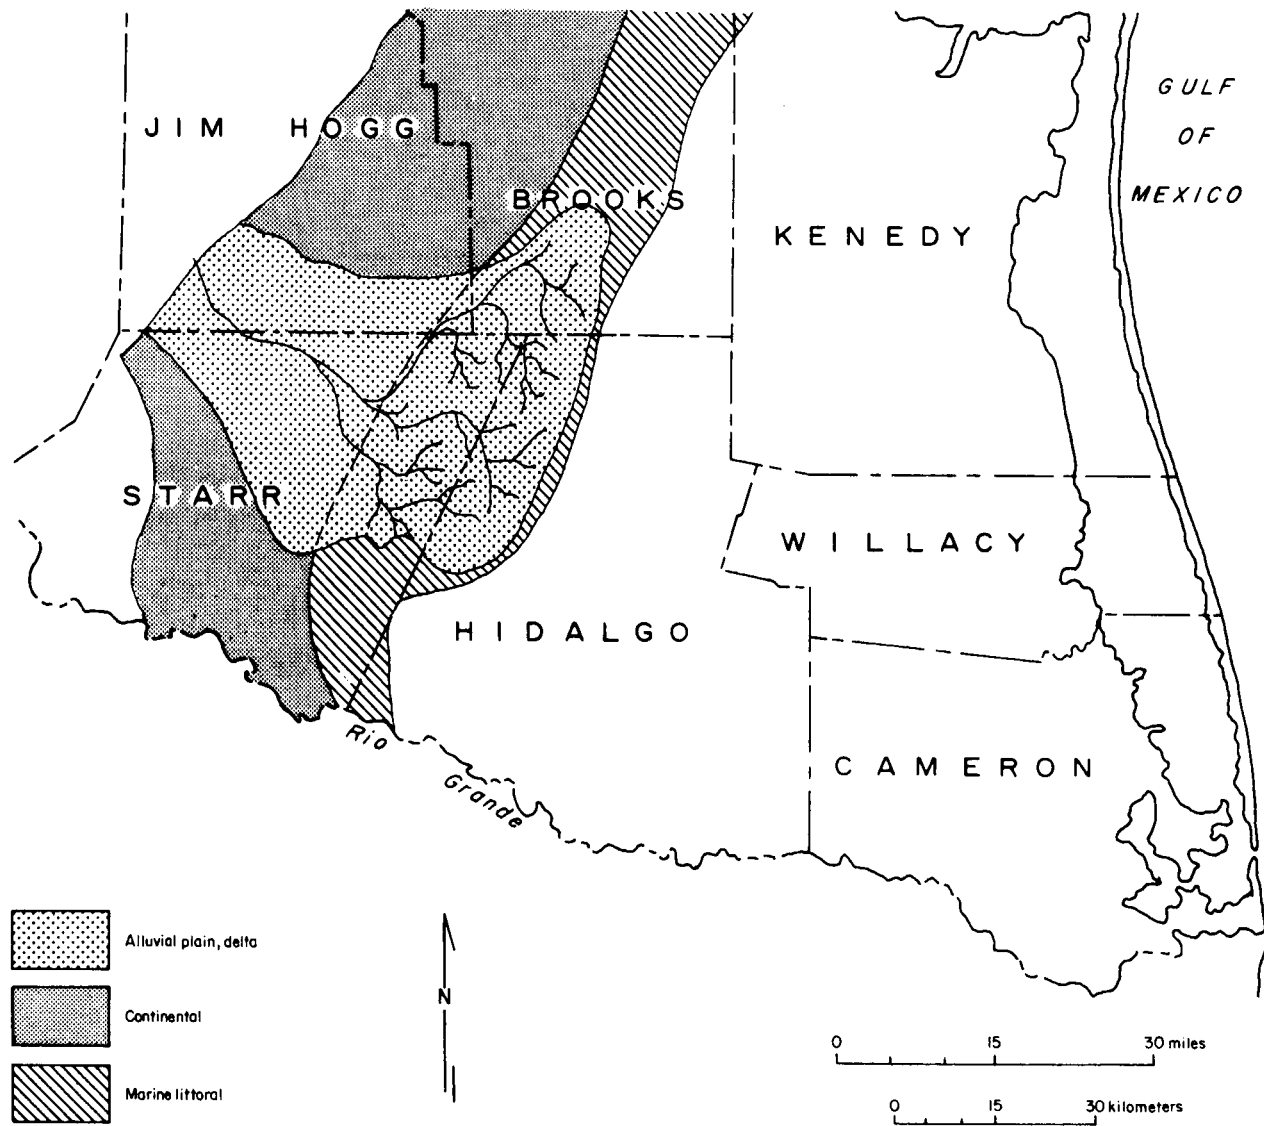 GULF
OF
MEXICO
JIM HOGG
BROOKS
KENEDY
STARR
WILLACY
HIDALGO
Rio
Grande
CAMERON
Alluvial plain, delta
Continental
Marine littoral
N
0 15 30 miles
0 15 30 kilometers